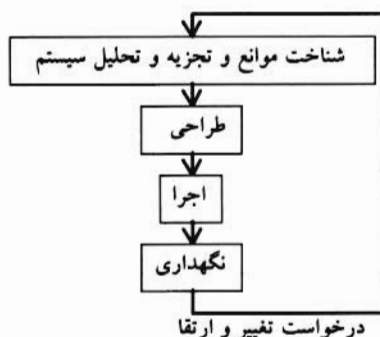 شناخت موانع و تجزیه و تحلیل سیستم
طراحی
اجرا
نگهداری
درخواست تغییر و ارتقا